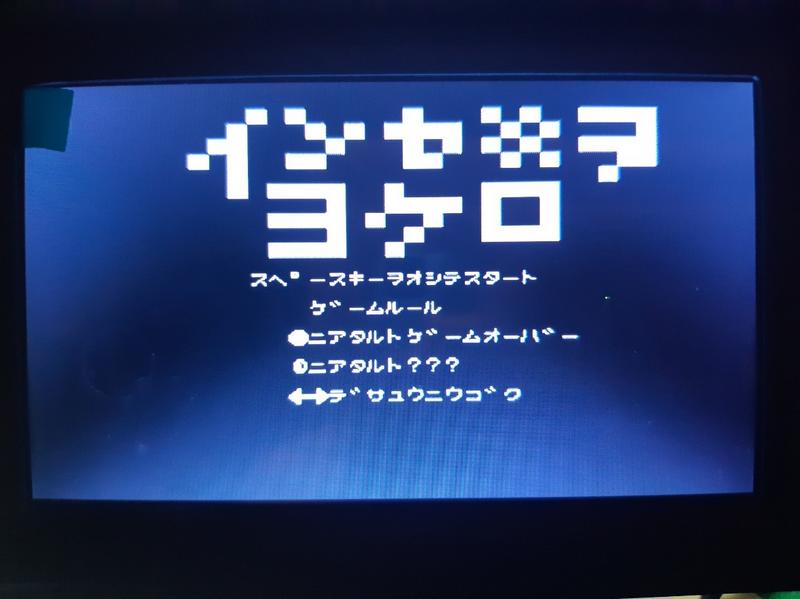 インセキヲ
ヨケロ
スペースキーヲオシテスタート
ゲームルール
●ニアタルトゲームオーバー
ニアタルト???
↔デサユウニウゴク